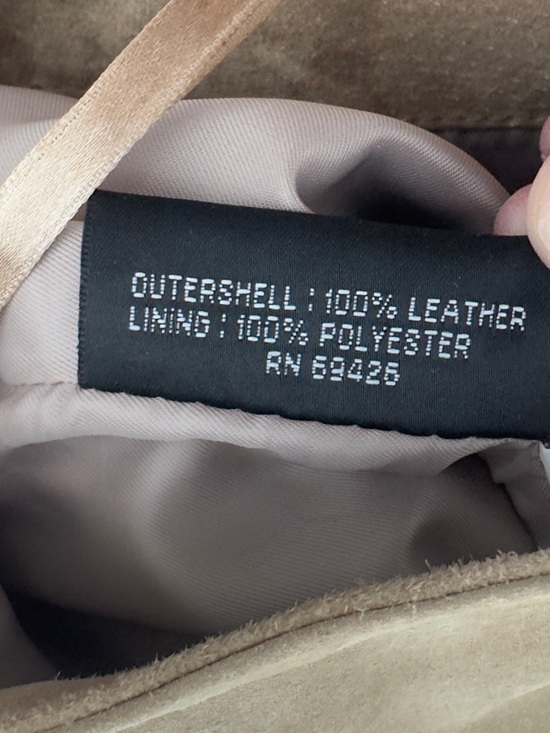 OUTERSHELL : 100% LEATHER
LINING : 100% POLYESTER
RN 69426